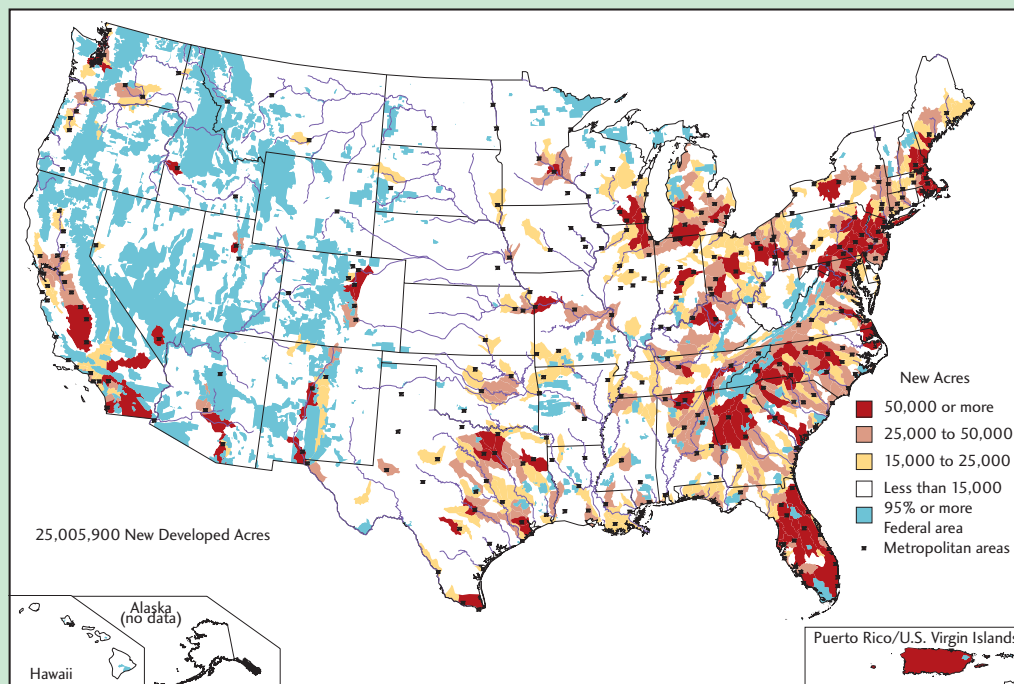 New Acres
50,000 or more
25,000 to 50,000
15,000 to 25,000
Less than 15,000
95% or more
Federal area
Metropolitan areas
25,005,900 New Developed Acres
Alaska
(no data)
Hawaii
Puerto Rico/U.S. Virgin Islands